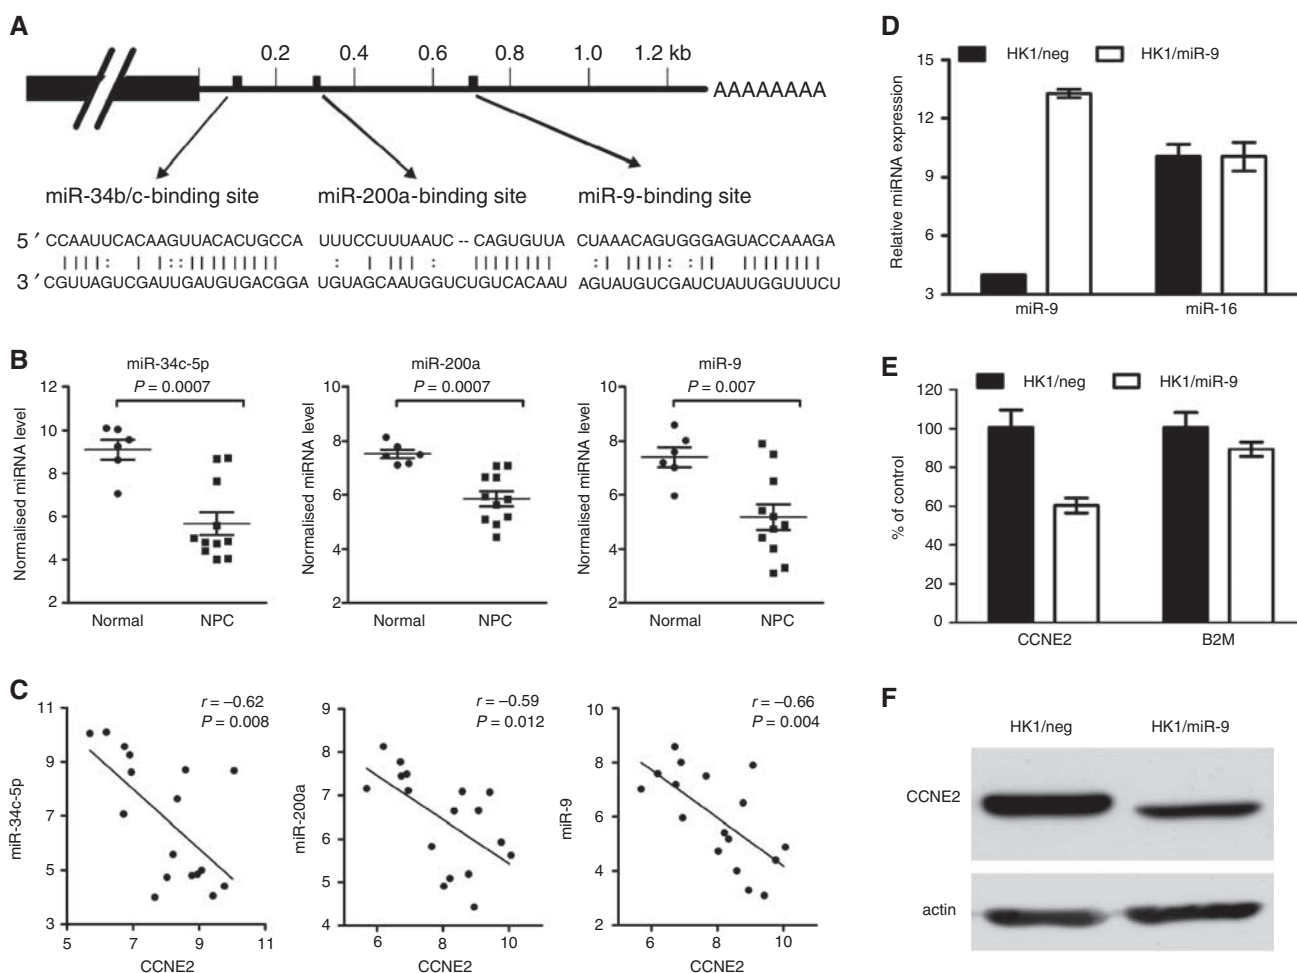 A
0.2 0.4 0.6 0.8 1.0 1.2 kb
AAAAAAAA
miR-34b/c-binding site
miR-200a-binding site
miR-9-binding site
5 ′ CCAAUUCACAAGUUACACUGCCA UUUCCUUUAAUC -- CAGUGUUA CUAAACAGUGGGAGUACCAAAGA
3 ′ CGUUAGUCGAUUGAUGUGACGGA UGUAGCAAUGGUCUGUCACAAU AGUAUGUCGAUCUAUUGGUUUCU
B
miR-34c-5p
P = 0.0007
Normalised miRNA level
12
10
8
6
4
2
Normal NPC
miR-200a
P = 0.0007
Normalised miRNA level
10
8
6
4
2
Normal NPC
miR-9
P = 0.007
Normalised miRNA level
10
8
6
4
2
Normal NPC
C
r = –0.62
P = 0.008
miR-34c-5p
11
9
7
5
3
5 7 9 11
CCNE2
r = –0.59
P = 0.012
miR-200a
9
8
7
6
5
4
6 8 10
CCNE2
r = –0.66
P = 0.004
miR-9
10
8
6
4
2
6 8 10
CCNE2
D
HK1/neg HK1/miR-9
Relative miRNA expression
15
12
9
6
3
miR-9 miR-16
E
HK1/neg HK1/miR-9
% of control
120
100
80
60
40
20
0
CCNE2 B2M
F
HK1/neg HK1/miR-9
CCNE2
actin